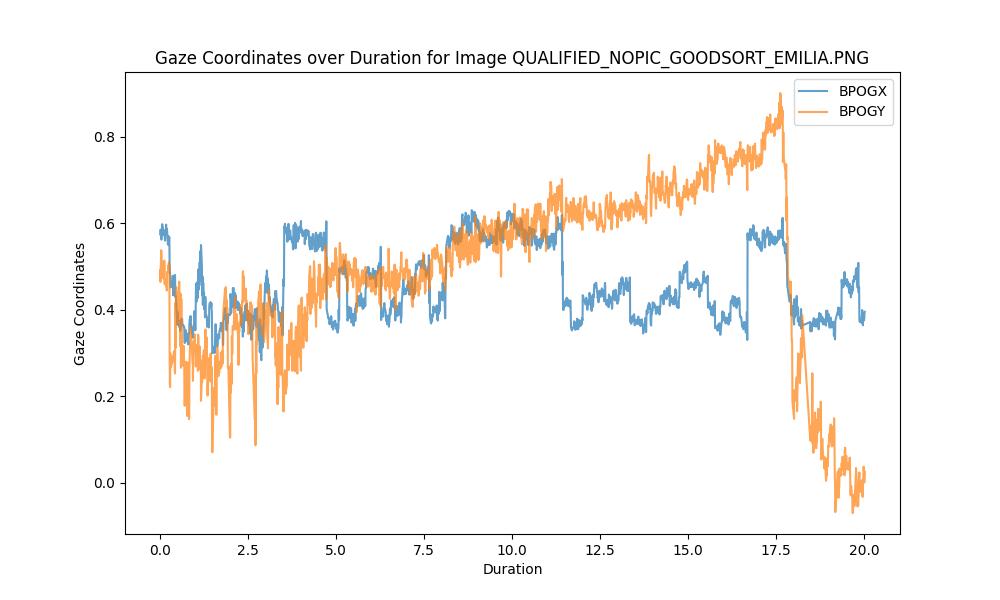 Gaze Coordinates over Duration for Image QUALIFIED_NOPIC_GOODSORT_EMILIA.PNG
BPOGX
BPOGY
Gaze Coordinates
0.8
0.6
0.4
0.2
0.0
0.0 2.5 5.0 7.5 10.0 12.5 15.0 17.5 20.0
Duration